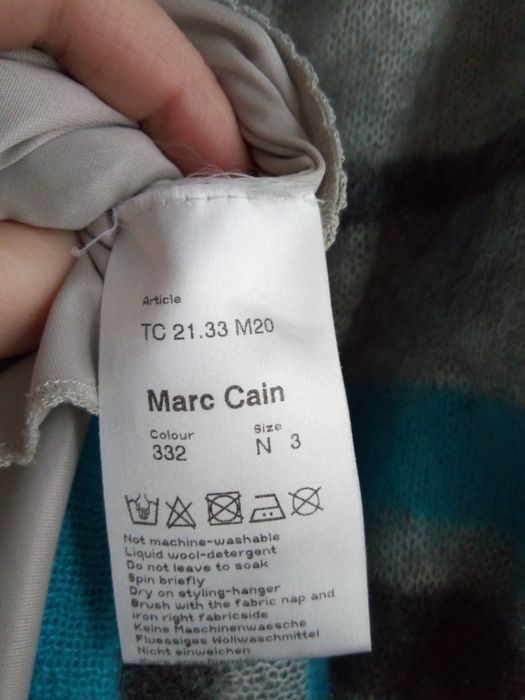 Article
TC 21.33 M20
Marc Cain
Colour Size
332 N 3
Not machine-washable
Liquid wool-detergent
Do not leave to soak
Spin briefly
Dry on styling-hanger
Brush with the fabric nap and
iron right fabricside
Keine Maschinenwaesche
Fluessiges Wollwaschmittel
Nicht einweichen
Kurz anschleudern